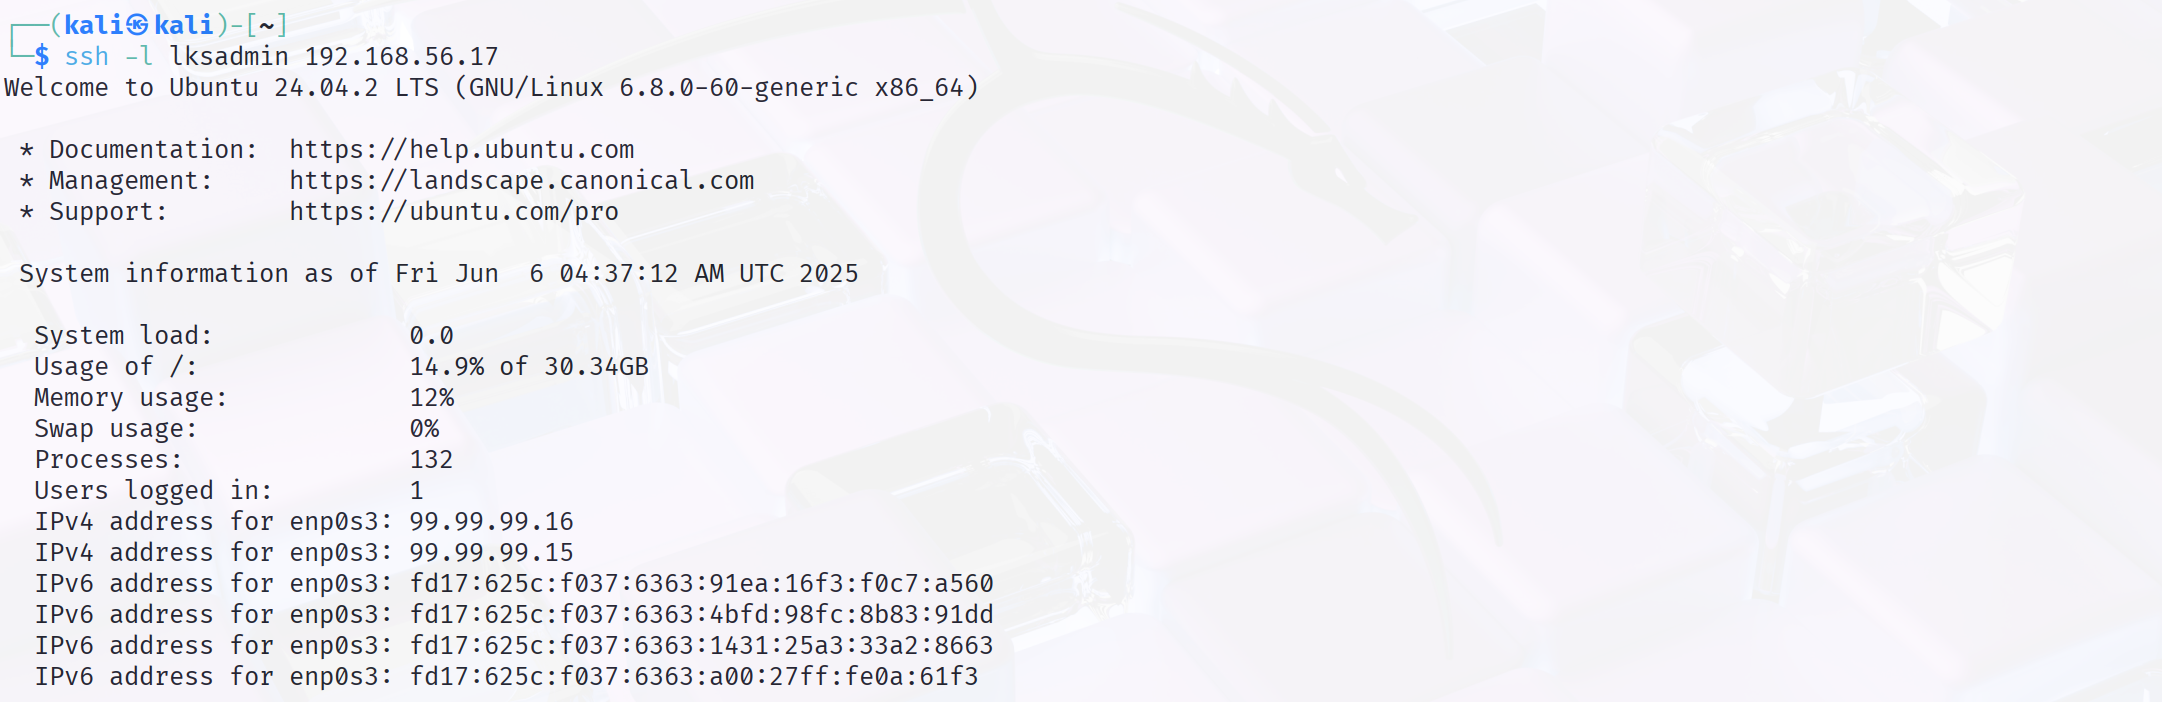 ┌──(kali㉿kali)-[~]
└─$ ssh -l lksadmin 192.168.56.17
Welcome to Ubuntu 24.04.2 LTS (GNU/Linux 6.8.0-60-generic x86_64)

 * Documentation:  https://help.ubuntu.com
 * Management:     https://landscape.canonical.com
 * Support:        https://ubuntu.com/pro

 System information as of Fri Jun  6 04:37:12 AM UTC 2025

  System load:             0.0
  Usage of /:              14.9% of 30.34GB
  Memory usage:            12%
  Swap usage:              0%
  Processes:               132
  Users logged in:         1
  IPv4 address for enp0s3: 99.99.99.16
  IPv4 address for enp0s3: 99.99.99.15
  IPv6 address for enp0s3: fd17:625c:f037:6363:91ea:16f3:f0c7:a560
  IPv6 address for enp0s3: fd17:625c:f037:6363:4bfd:98fc:8b83:91dd
  IPv6 address for enp0s3: fd17:625c:f037:6363:1431:25a3:33a2:8663
  IPv6 address for enp0s3: fd17:625c:f037:6363:a00:27ff:fe0a:61f3